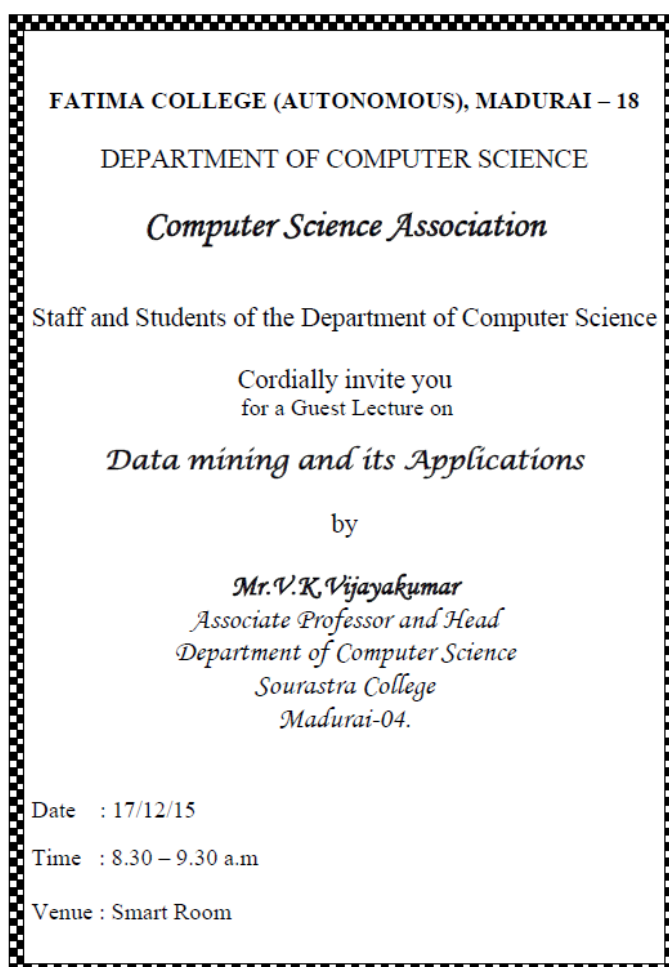 FATIMA COLLEGE (AUTONOMOUS), MADURAI – 18
DEPARTMENT OF COMPUTER SCIENCE
Computer Science Association
Staff and Students of the Department of Computer Science
Cordially invite you
for a Guest Lecture on
Data mining and its Applications
by
Mr.V.K.Vijayakumar
Associate Professor and Head
Department of Computer Science
Sourastra College
Madurai-04.
Date : 17/12/15
Time : 8.30 – 9.30 a.m
Venue : Smart Room